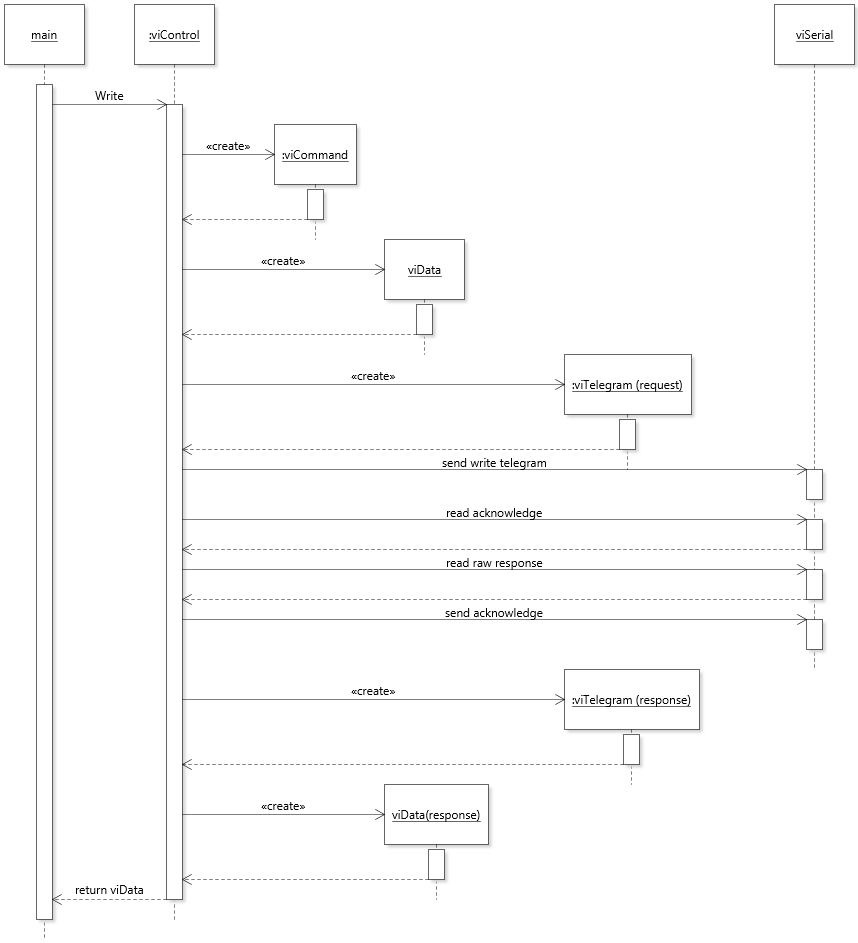 main
:viControl
viSerial
Write
«create»
:viCommand
«create»
viData
«create»
:viTelegram (request)
send write telegram
read acknowledge
read raw response
send acknowledge
«create»
:viTelegram (response)
«create»
viData(response)
return viData